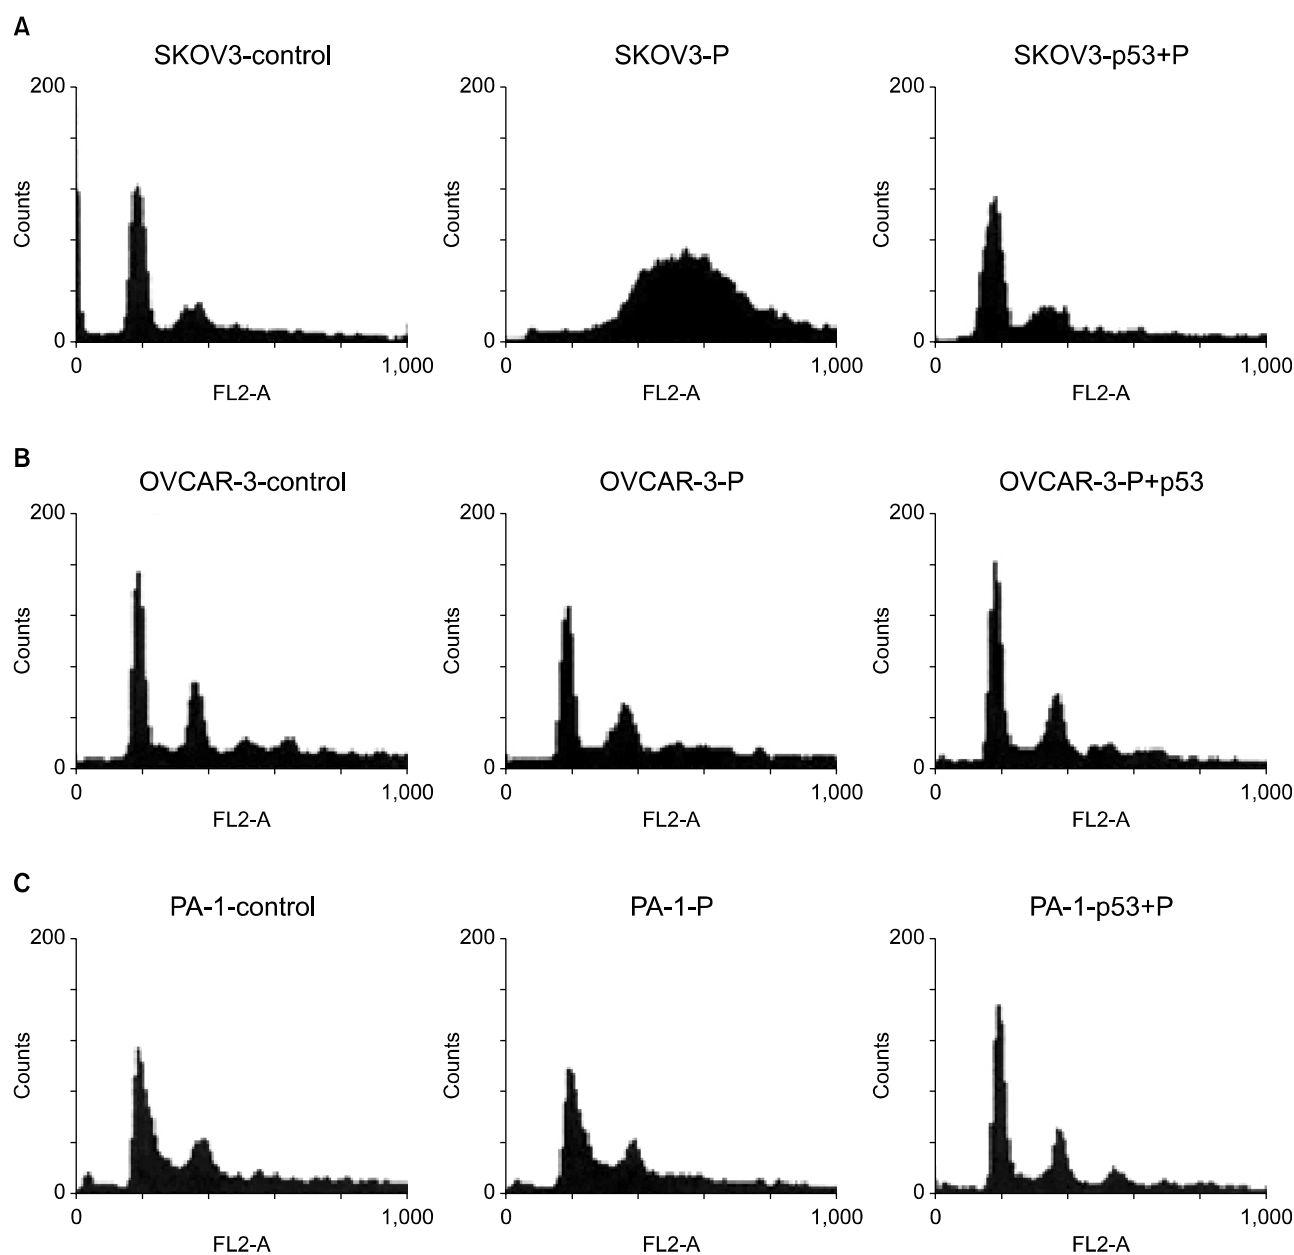 A
SKOV3-control
SKOV3-P
SKOV3-p53+P
200
Counts
0
0
1,000
FL2-A
200
Counts
0
0
1,000
FL2-A
200
Counts
0
0
1,000
FL2-A
B
OVCAR-3-control
OVCAR-3-P
OVCAR-3-P+p53
200
Counts
0
0
1,000
FL2-A
200
Counts
0
0
1,000
FL2-A
200
Counts
0
0
1,000
FL2-A
C
PA-1-control
PA-1-P
PA-1-p53+P
200
Counts
0
0
1,000
FL2-A
200
Counts
0
0
1,000
FL2-A
200
Counts
0
0
1,000
FL2-A